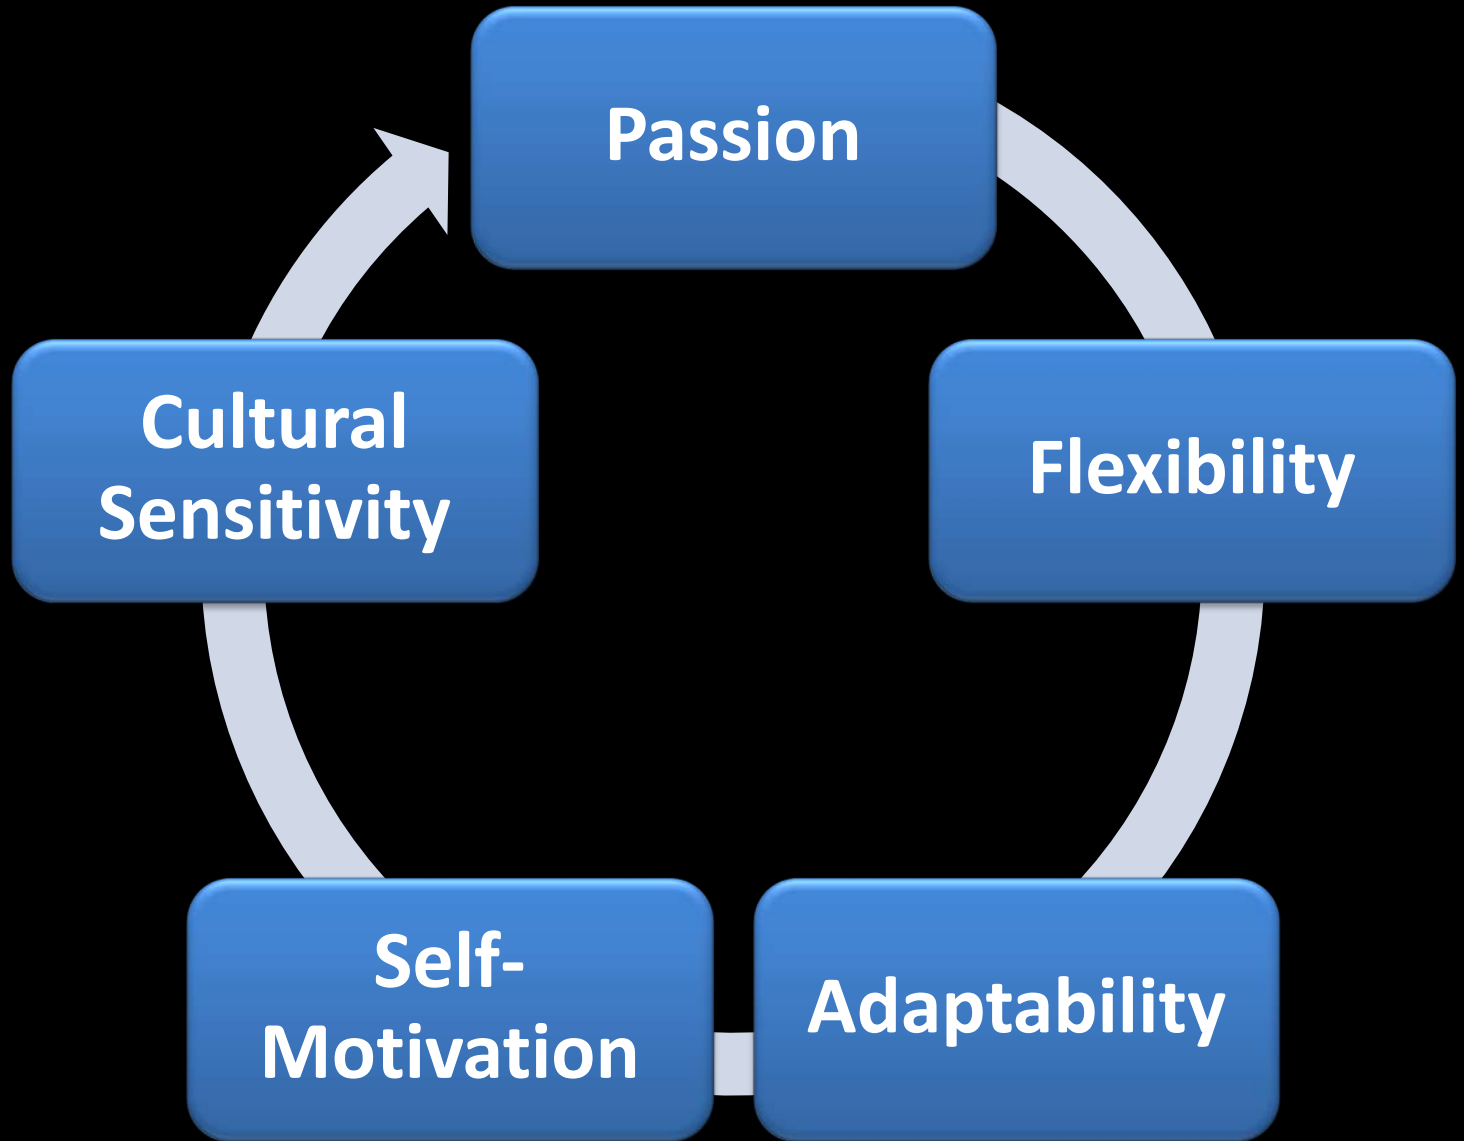 Passion
Flexibility
Adaptability
Self-
Motivation
Cultural
Sensitivity